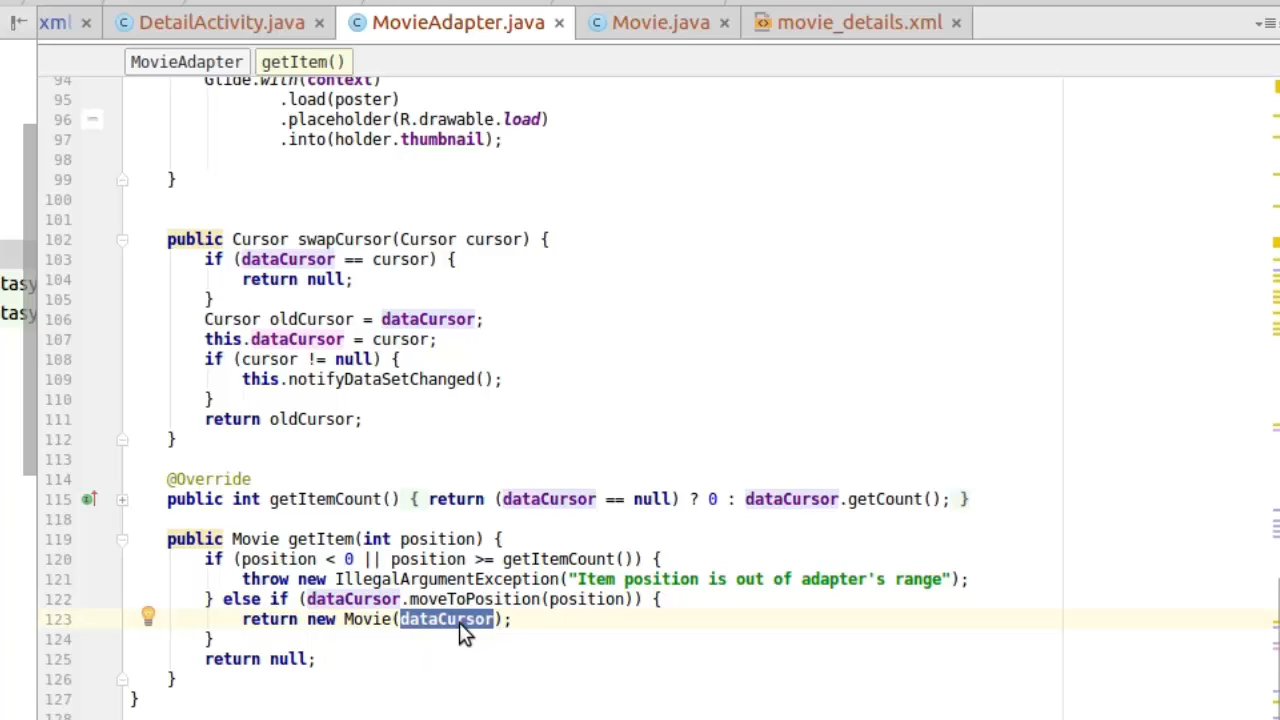 xml DetailActivity.java MovieAdapter.java Movie.java movie_details.xml
MovieAdapter getItem()
94 Glide.with(context)
95 .load(poster)
96 .placeholder(R.drawable.load)
97 .into(holder.thumbnail);
98
99 }
100
101
102 public Cursor swapCursor(Cursor cursor) {
103 if (dataCursor == cursor) {
104 return null;
105 }
106 Cursor oldCursor = dataCursor;
107 this.dataCursor = cursor;
108 if (cursor != null) {
109 this.notifyDataSetChanged();
110 }
111 return oldCursor;
112 }
113
114 @Override
115 public int getItemCount() { return (dataCursor == null) ? 0 : dataCursor.getCount(); }
118
119 public Movie getItem(int position) {
120 if (position < 0 || position >= getItemCount()) {
121 throw new IllegalArgumentException("Item position is out of adapter's range");
122 } else if (dataCursor.moveToPosition(position)) {
123 return new Movie(dataCursor);
124 }
125 return null;
126 }
127 }
128
tasy
tasy